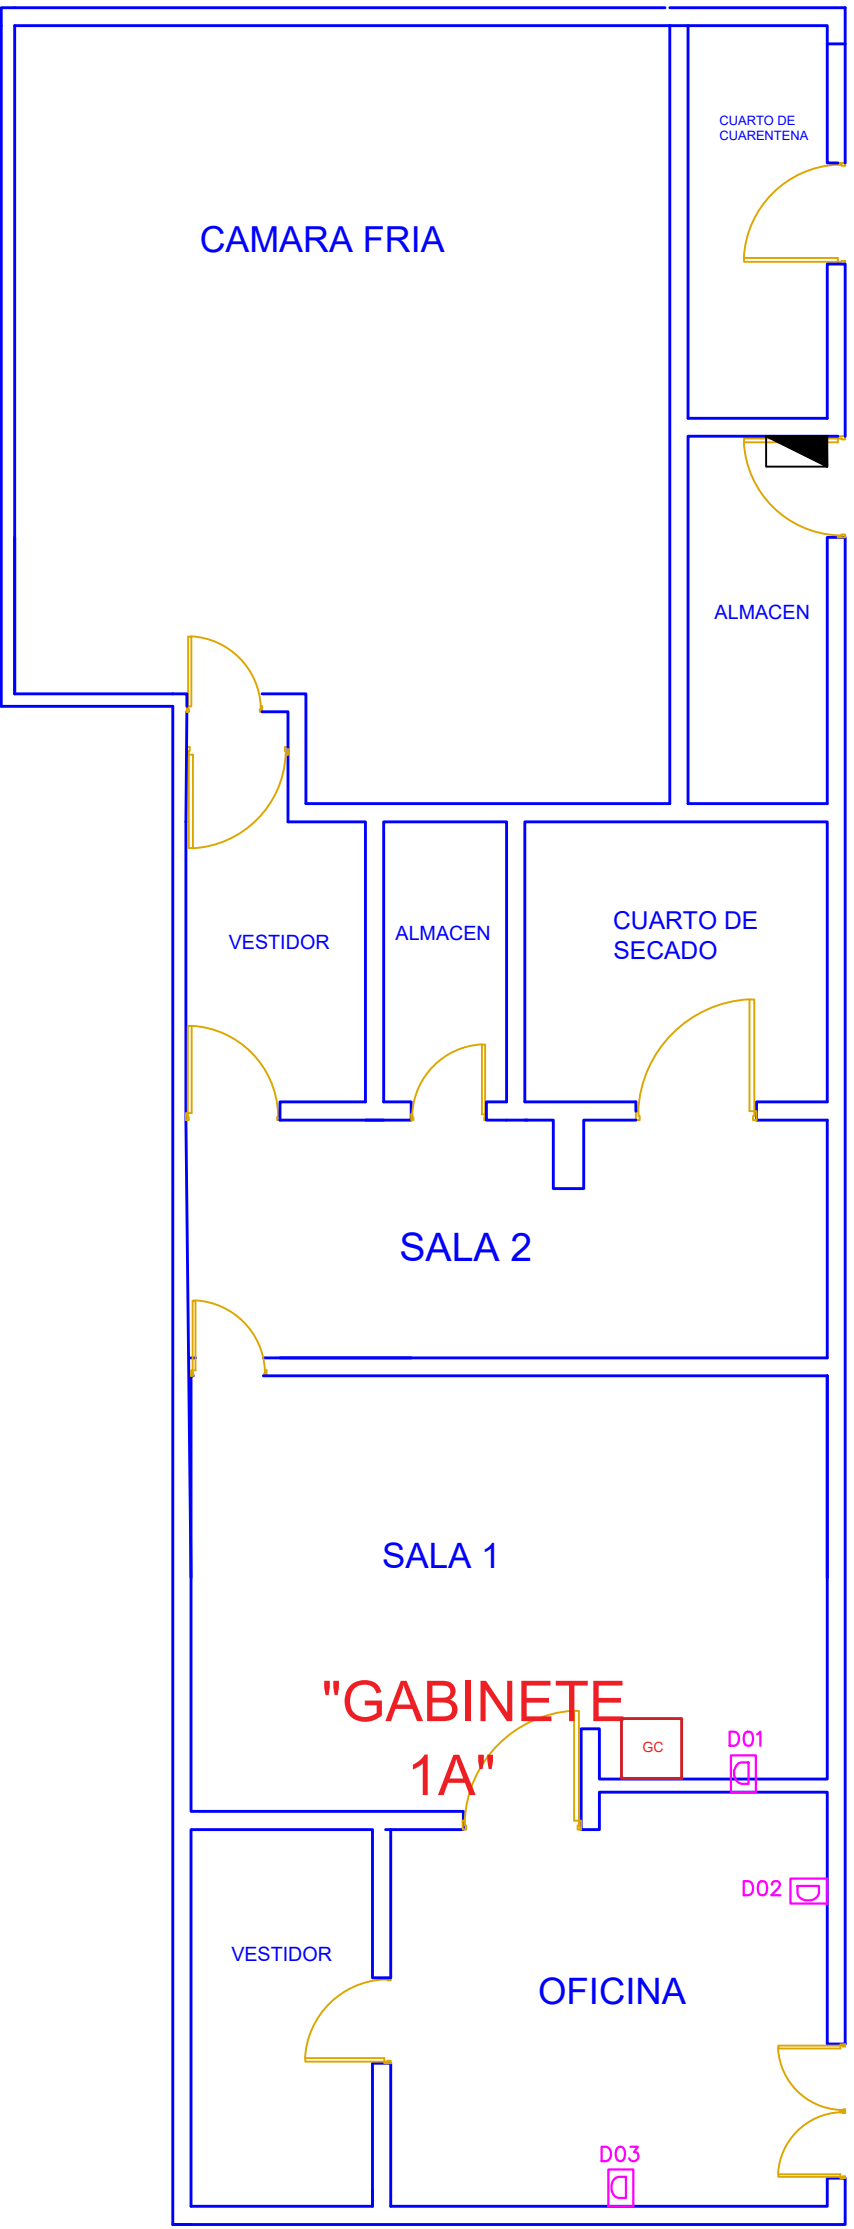 CUARTO DE
CUARENTENA
CAMARA FRIA
ALMACEN
VESTIDOR
ALMACEN
CUARTO DE
SECADO
SALA 2
SALA 1
"GABINETE
1A"
GC
D01
D02
VESTIDOR
OFICINA
D03